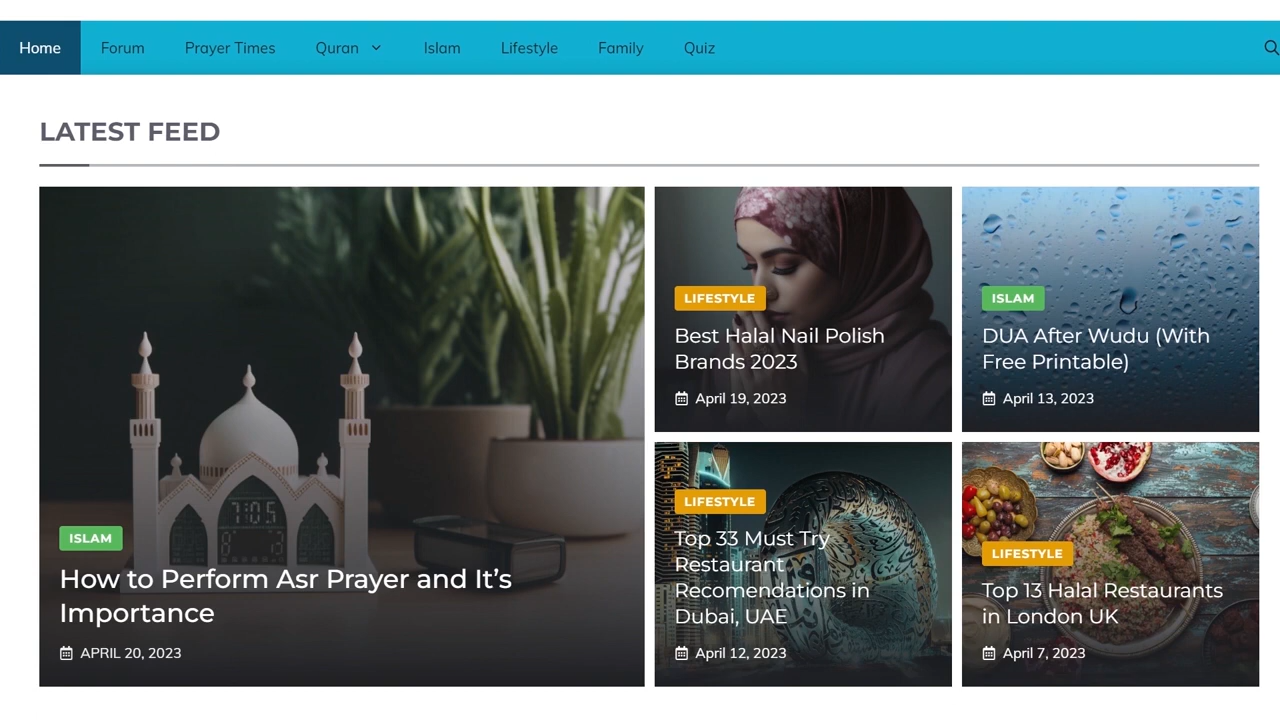 Home Forum Prayer Times Quran Islam Lifestyle Family Quiz
LATEST FEED
ISLAM
How to Perform Asr Prayer and It’s
Importance
APRIL 20, 2023
LIFESTYLE
Best Halal Nail Polish
Brands 2023
April 19, 2023
ISLAM
DUA After Wudu (With
Free Printable)
April 13, 2023
LIFESTYLE
Top 33 Must Try
Restaurant
Recomendations in
Dubai, UAE
April 12, 2023
LIFESTYLE
Top 13 Halal Restaurants
in London UK
April 7, 2023